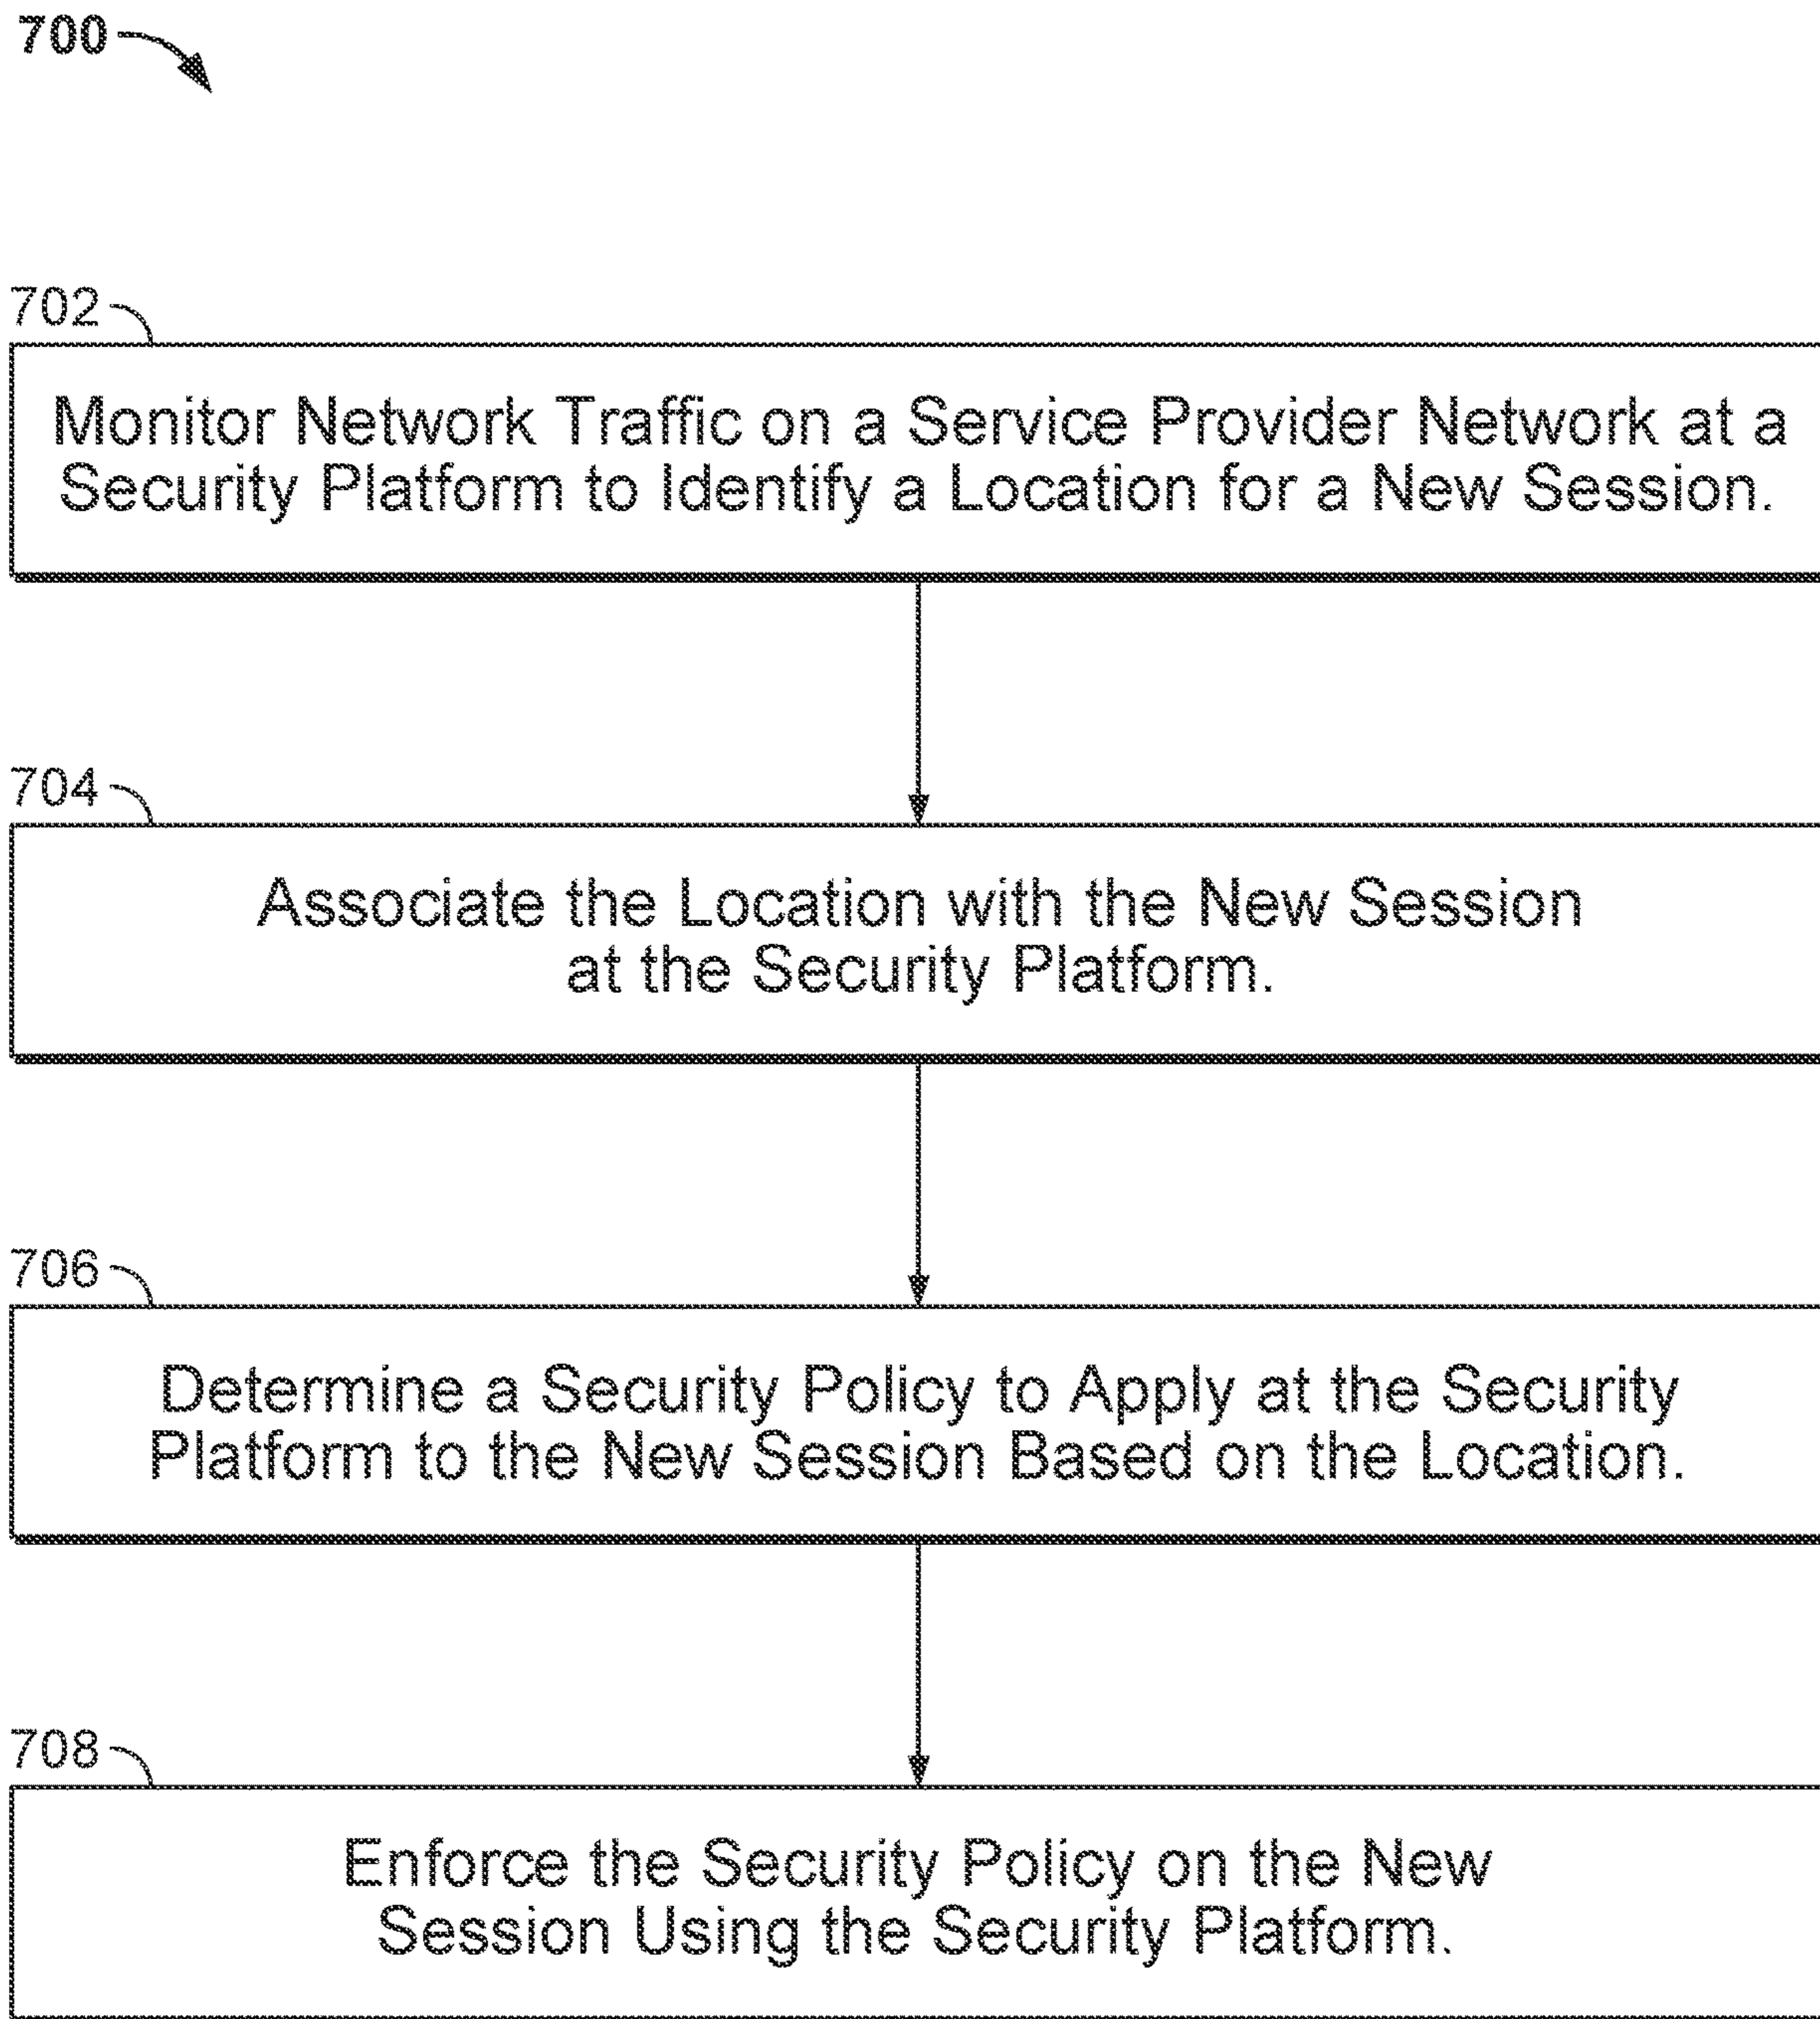 700
702
Monitor Network Traffic on a Service Provider Network at a
Security Platform to Identify a Location for a New Session.
704
Associate the Location with the New Session
at the Security Platform.
706
Determine a Security Policy to Apply at the Security
Platform to the New Session Based on the Location.
708
Enforce the Security Policy on the New
Session Using the Security Platform.